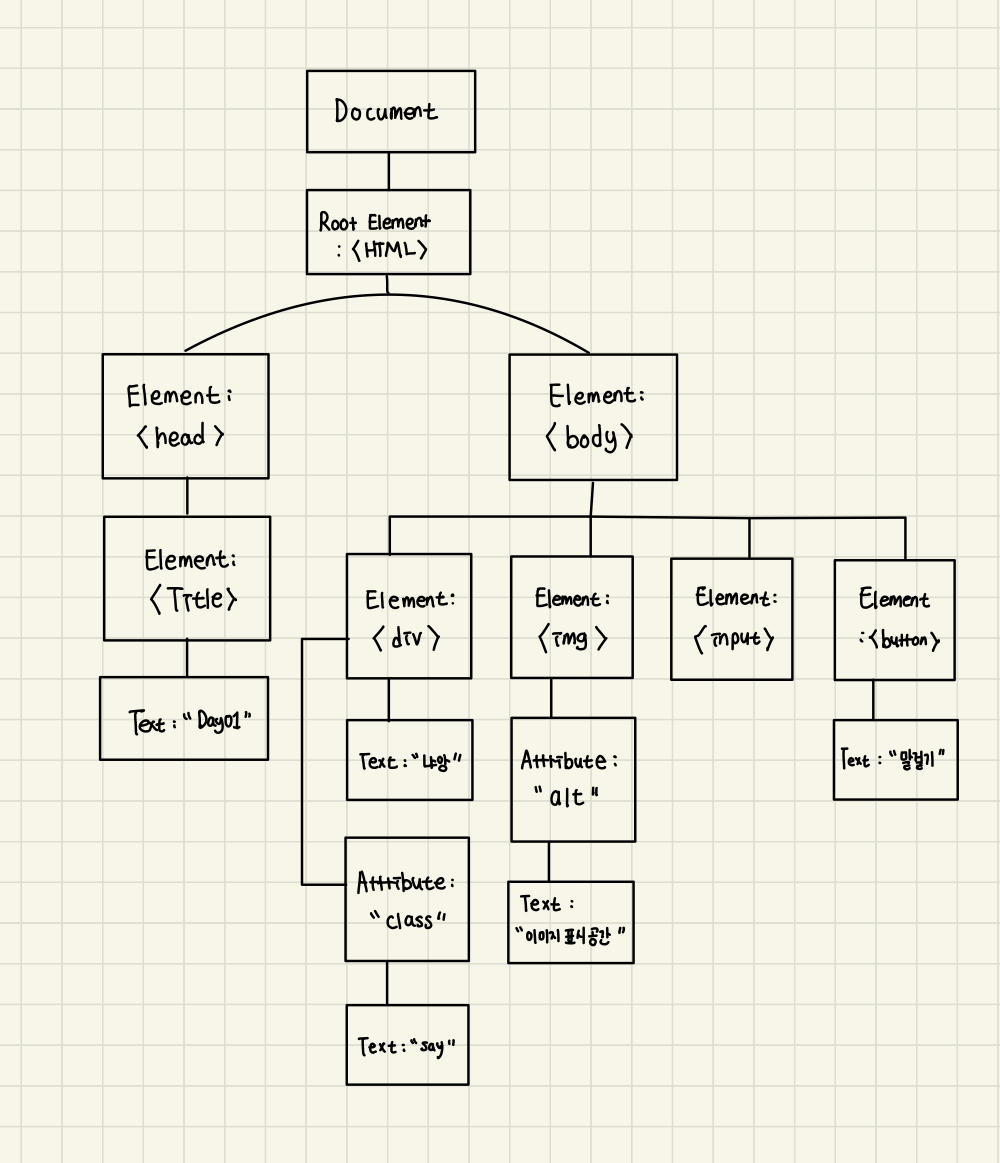 Document
Root Element
: <HTML>
Element:
<head>
Element:
<body>
Element:
<Title>
Element:
<div>
Element:
<img>
Element:
<input>
Element
:<button>
Text: "Day01"
Text: "냐앙"
Attribute:
"alt"
Text: "말걸기"
Attribute:
"class"
Text:
"이미지 표시 공간"
Text: "say"